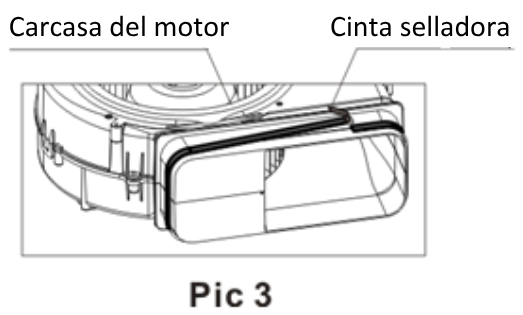 Carcasa del motor
Cinta selladora
Pic 3